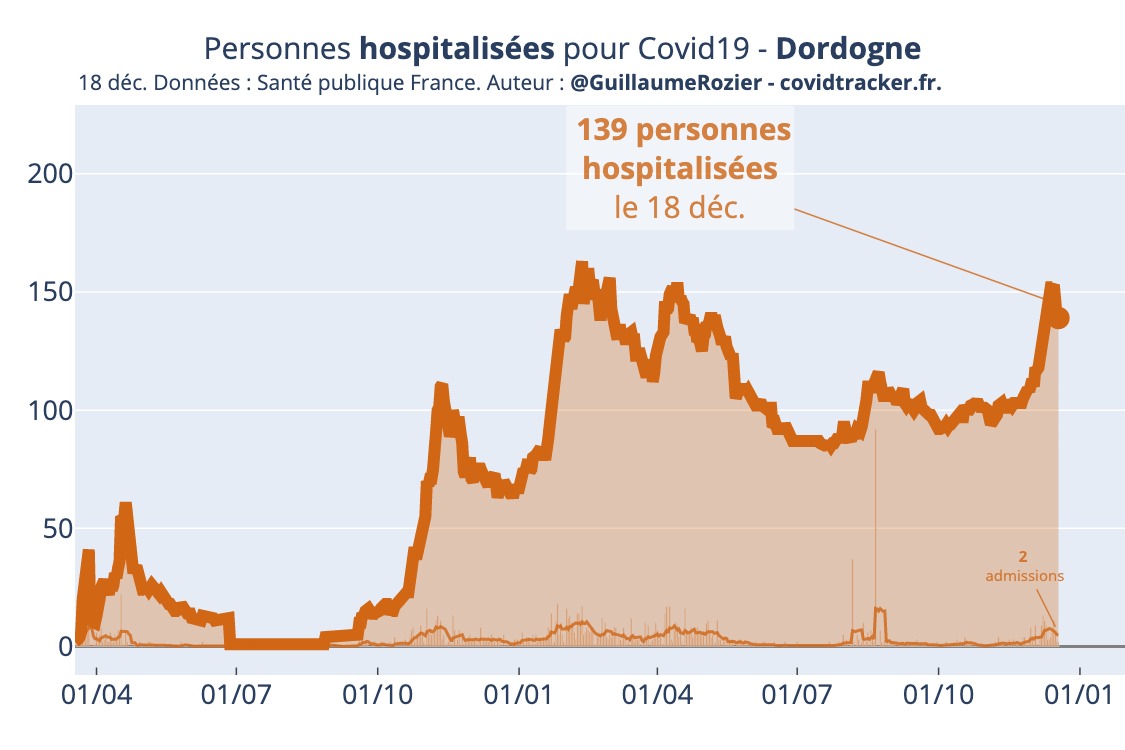 Personnes hospitalisées pour Covid19 - Dordogne
18 déc. Données : Santé publique France. Auteur : @GuillaumeRozier - covidtracker.fr.
139 personnes
hospitalisées
le 18 déc.
200
150
100
50
0
2
admissions
01/04
01/07
01/10
01/01
01/04
01/07
01/10
01/01